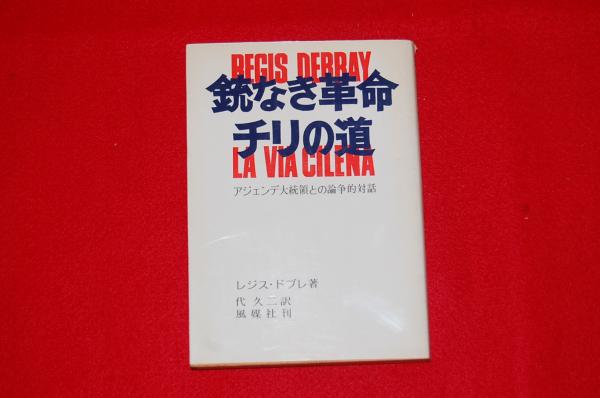 REGIS DEBRAY
銃なき革命
チリの道
LA VIA CILENA
アジェンデ大統領との論争的対話
レジス・ドブレ著
代久二訳
風媒社刊